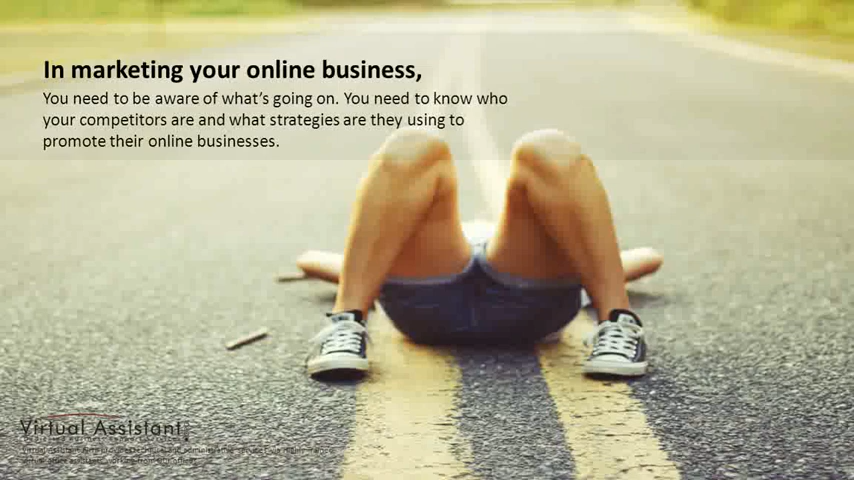 In marketing your online business,
You need to be aware of what's going on. You need to know who
your competitors are and what strategies are they using to
promote their online businesses.
Virtual Assistant